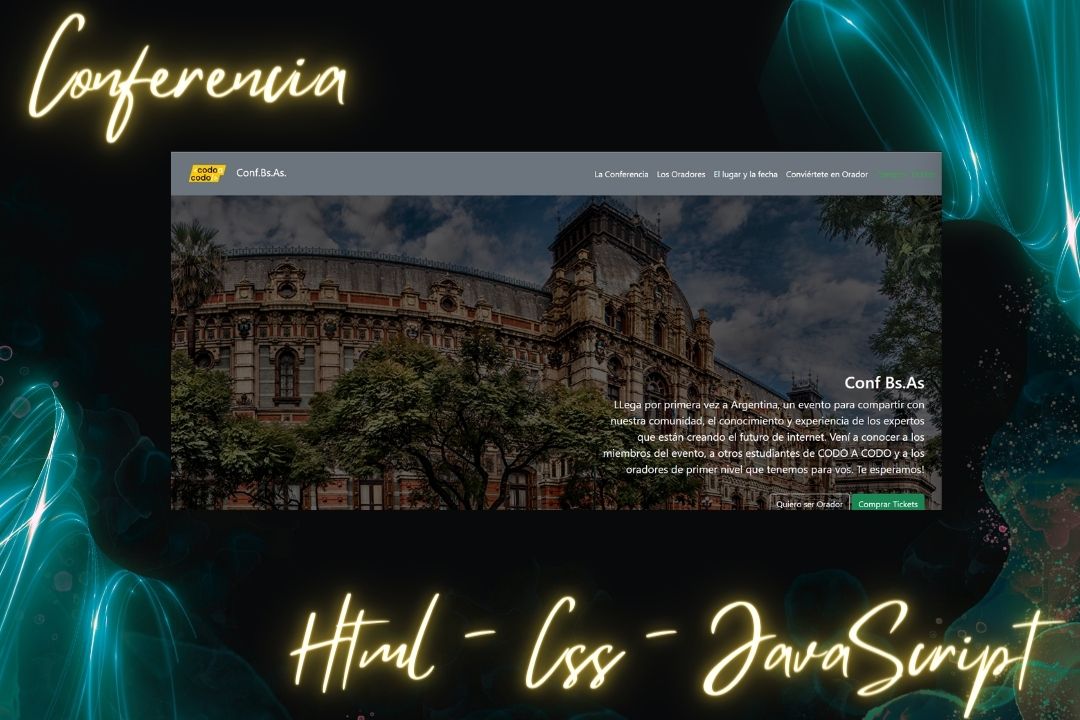 Conferencia
codo a
codo
Conf.Bs.As.
La Conferencia Los Oradores El lugar y la fecha Conviértete en Orador Comprar Tickets
Conf Bs.As
LLega por primera vez a Argentina, un evento para compartir con
nuestra comunidad, el conocimiento y experiencia de los expertos
que están creando el futuro de internet. Vení a conocer a los
miembros del evento, a otros estudiantes de CODO A CODO y a los
oradores de primer nivel que tenemos para vos. Te esperamos!
Quiero ser Orador Comprar Tickets
Html - Css - JavaScript